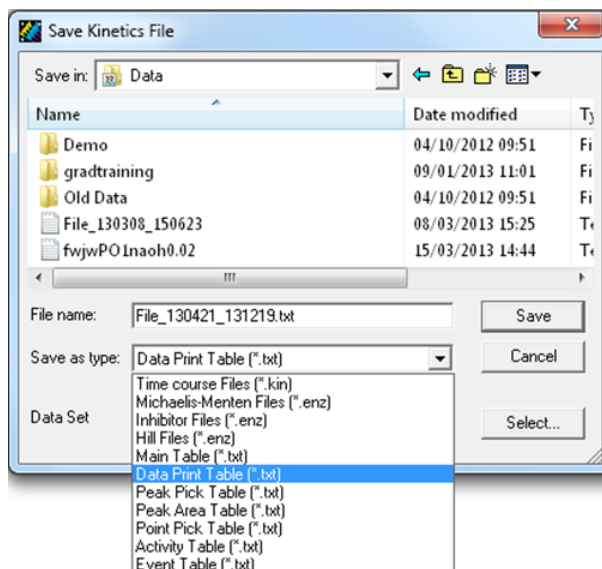 Save Kinetics File
Save in: Data
Name Date modified Ty
Demo 04/10/2012 09:51 Fi
gradtraining 09/01/2013 11:01 Fi
Old Data 04/10/2012 09:51 Fi
File_130308_150623 08/03/2013 15:25 Te
fwjwPO1naoh0.02 15/03/2013 14:44 Te
File name: File_130421_131219.txt Save
Save as type: Data Print Table (*.txt) Cancel
Time course Files (*.kin)
Michaelis-Menten Files (*.enz)
Data Set Inhibitor Files (*.enz) Select...
Hill Files (*.enz)
Main Table (*.txt)
Data Print Table (*.txt)
Peak Pick Table (*.txt)
Peak Area Table (*.txt)
Point Pick Table (*.txt)
Activity Table (*.txt)
Event Table (*.txt)